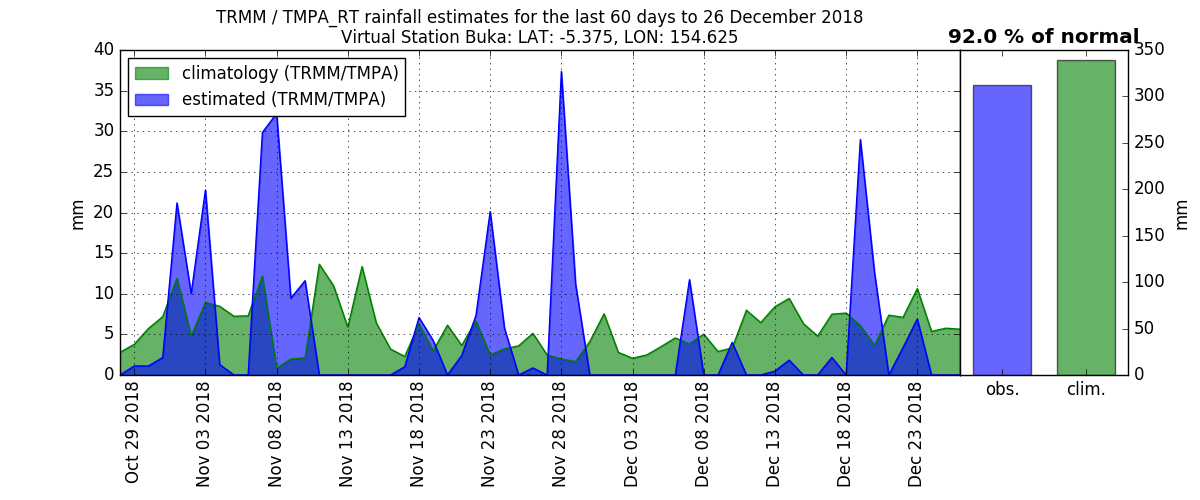 TRMM / TMPA_RT rainfall estimates for the last 60 days to 26 December 2018
Virtual Station Buka: LAT: -5.375, LON: 154.625
92.0 % of normal
climatology (TRMM/TMPA)
estimated (TRMM/TMPA)
mm
40
35
30
25
20
15
10
5
0
Oct 29 2018
Nov 03 2018
Nov 08 2018
Nov 13 2018
Nov 18 2018
Nov 23 2018
Nov 28 2018
Dec 03 2018
Dec 08 2018
Dec 13 2018
Dec 18 2018
Dec 23 2018
obs.
clim.
350
300
250
200
150
100
50
0
mm